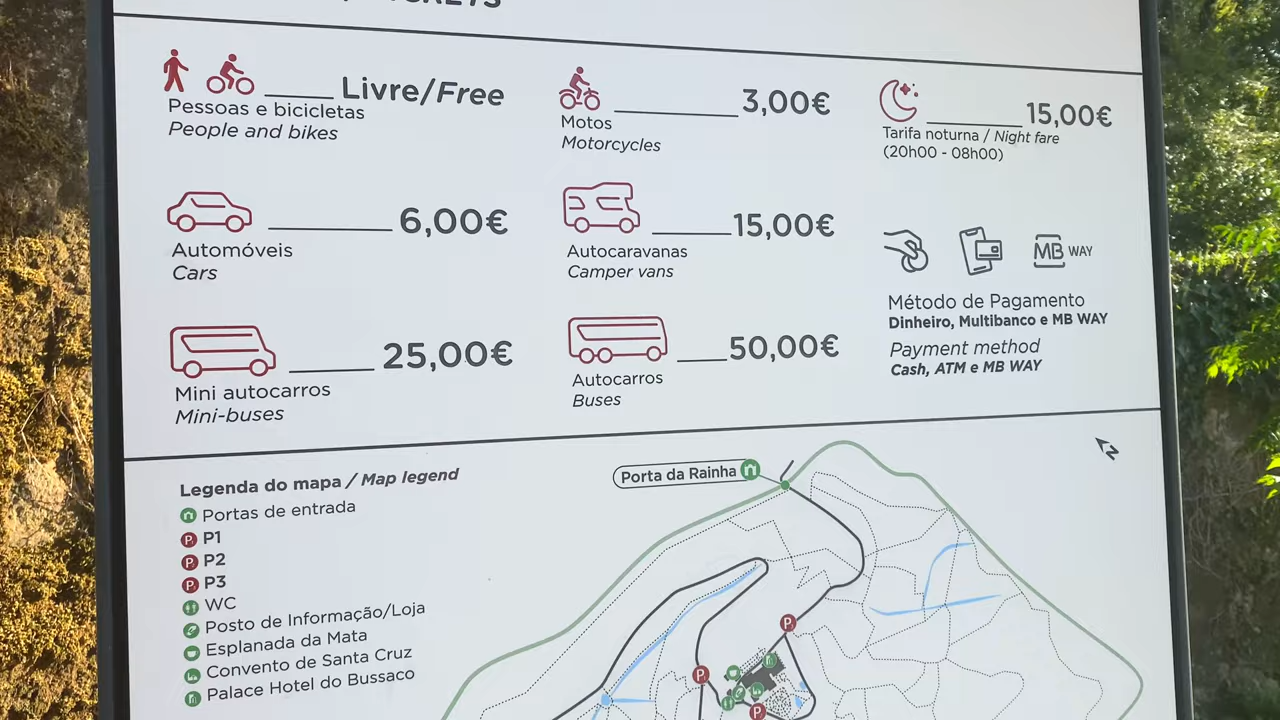 Livre/Free
Pessoas e bicicletas
People and bikes
3,00€
Motos
Motorcycles
15,00€
Tarifa noturna / Night fare
(20h00 - 08h00)
6,00€
Automóveis
Cars
15,00€
Autocaravanas
Camper vans
MB WAY
Método de Pagamento
Dinheiro, Multibanco e MB WAY
Payment method
Cash, ATM e MB WAY
25,00€
Mini autocarros
Mini-buses
50,00€
Autocarros
Buses
Legenda do mapa / Map legend
Portas de entrada
P P1
P P2
P P3
WC
Posto de Informação/Loja
Esplanada da Mata
Convento de Santa Cruz
Palace Hotel do Bussaco
Porta da Rainha
N
P
P
P